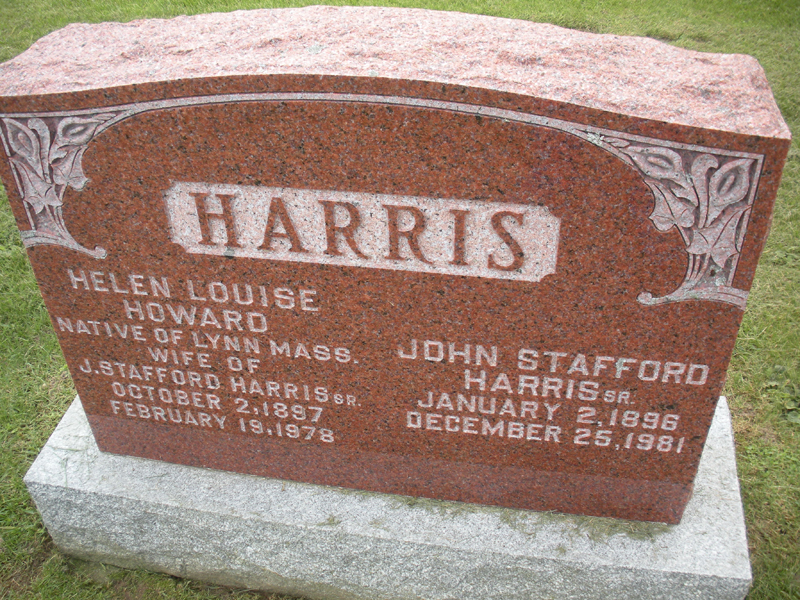 HARRIS
HELEN LOUISE
HOWARD
NATIVE OF LYNN MASS.
WIFE OF
J. STAFFORD HARRIS SR.
OCTOBER 2, 1897
FEBRUARY 19, 1978
JOHN STAFFORD
HARRIS SR.
JANUARY 2, 1896
DECEMBER 25, 1981